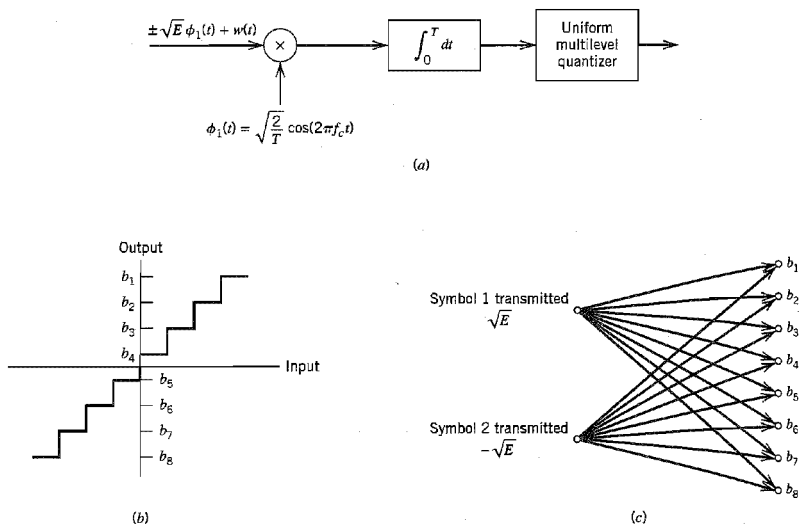 ±√E ϕ₁(t) + w(t)
×
∫₀ᵀ dt
Uniform
multilevel
quantizer
ϕ₁(t) = √(2/T) cos(2πf_c t)
(a)
Output
b₁
b₂
b₃
b₄
Input
b₅
b₆
b₇
b₈
(b)
Symbol 1 transmitted
√E
Symbol 2 transmitted
−√E
b₁
b₂
b₃
b₄
b₅
b₆
b₇
b₈
(c)